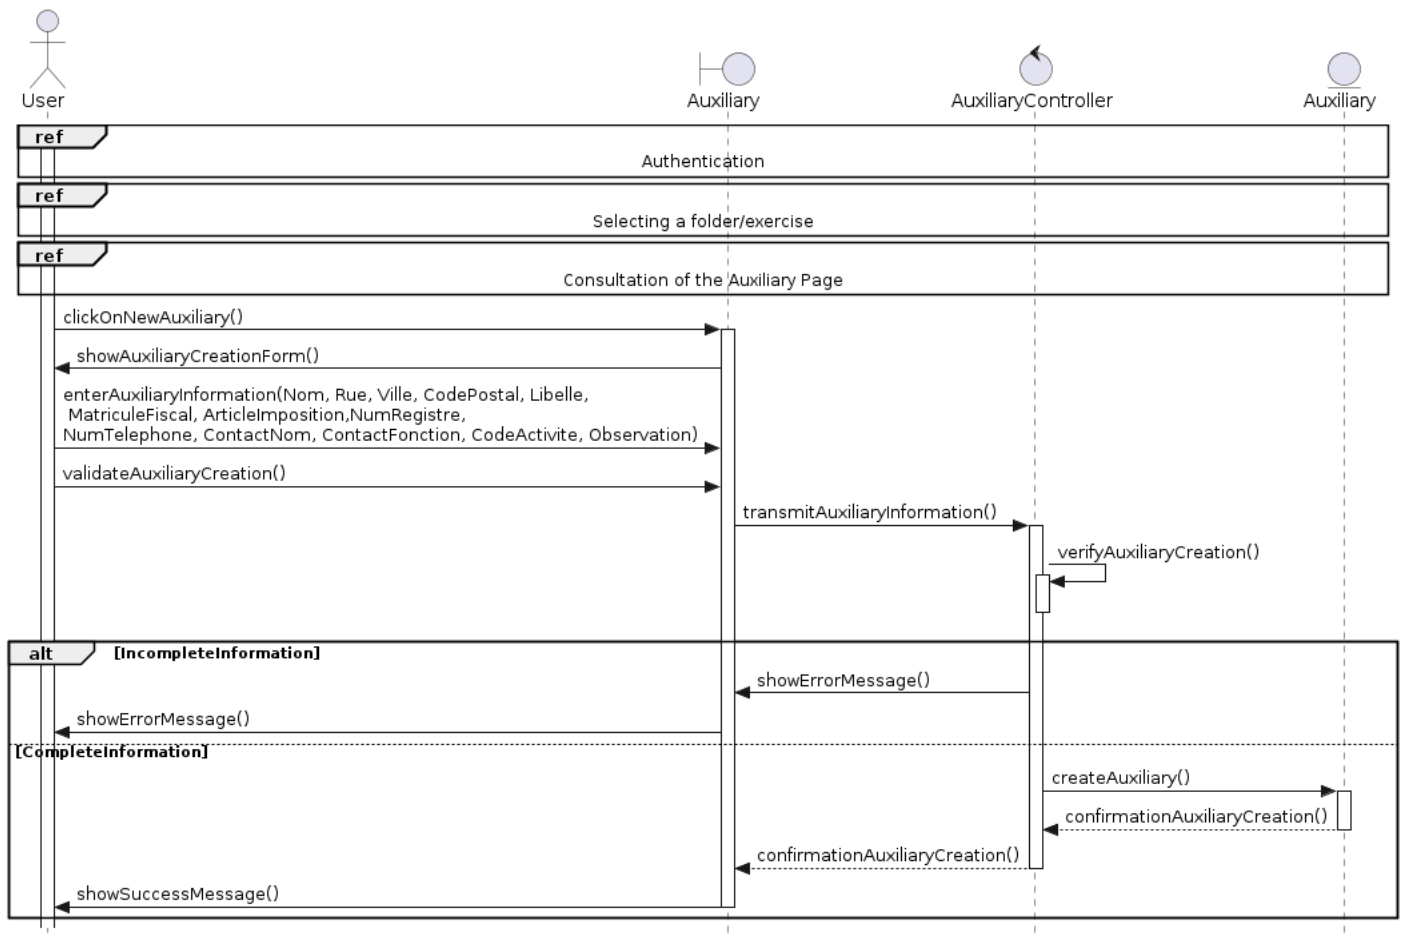 User
Auxiliary
AuxiliaryController
Auxiliary
ref
Authentication
ref
Selecting a folder/exercise
ref
Consultation of the Auxiliary Page
clickOnNewAuxiliary()
showAuxiliaryCreationForm()
enterAuxiliaryInformation(Nom, Rue, Ville, CodePostal, Libelle,
MatriculeFiscal, ArticleImposition,NumRegistre,
NumTelephone, ContactNom, ContactFonction, CodeActivite, Observation)
validateAuxiliaryCreation()
transmitAuxiliaryInformation()
verifyAuxiliaryCreation()
alt [IncompleteInformation]
showErrorMessage()
showErrorMessage()
[CompleteInformation]
createAuxiliary()
confirmationAuxiliaryCreation()
confirmationAuxiliaryCreation()
showSuccessMessage()